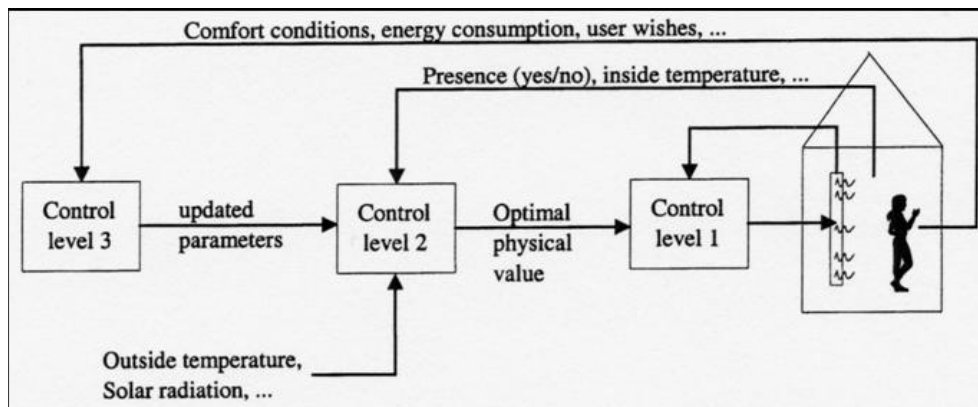 Comfort conditions, energy consumption, user wishes, ...
Presence (yes/no), inside temperature, ...
Control
level 3
updated
parameters
Control
level 2
Optimal
physical
value
Control
level 1
Outside temperature,
Solar radiation, ...